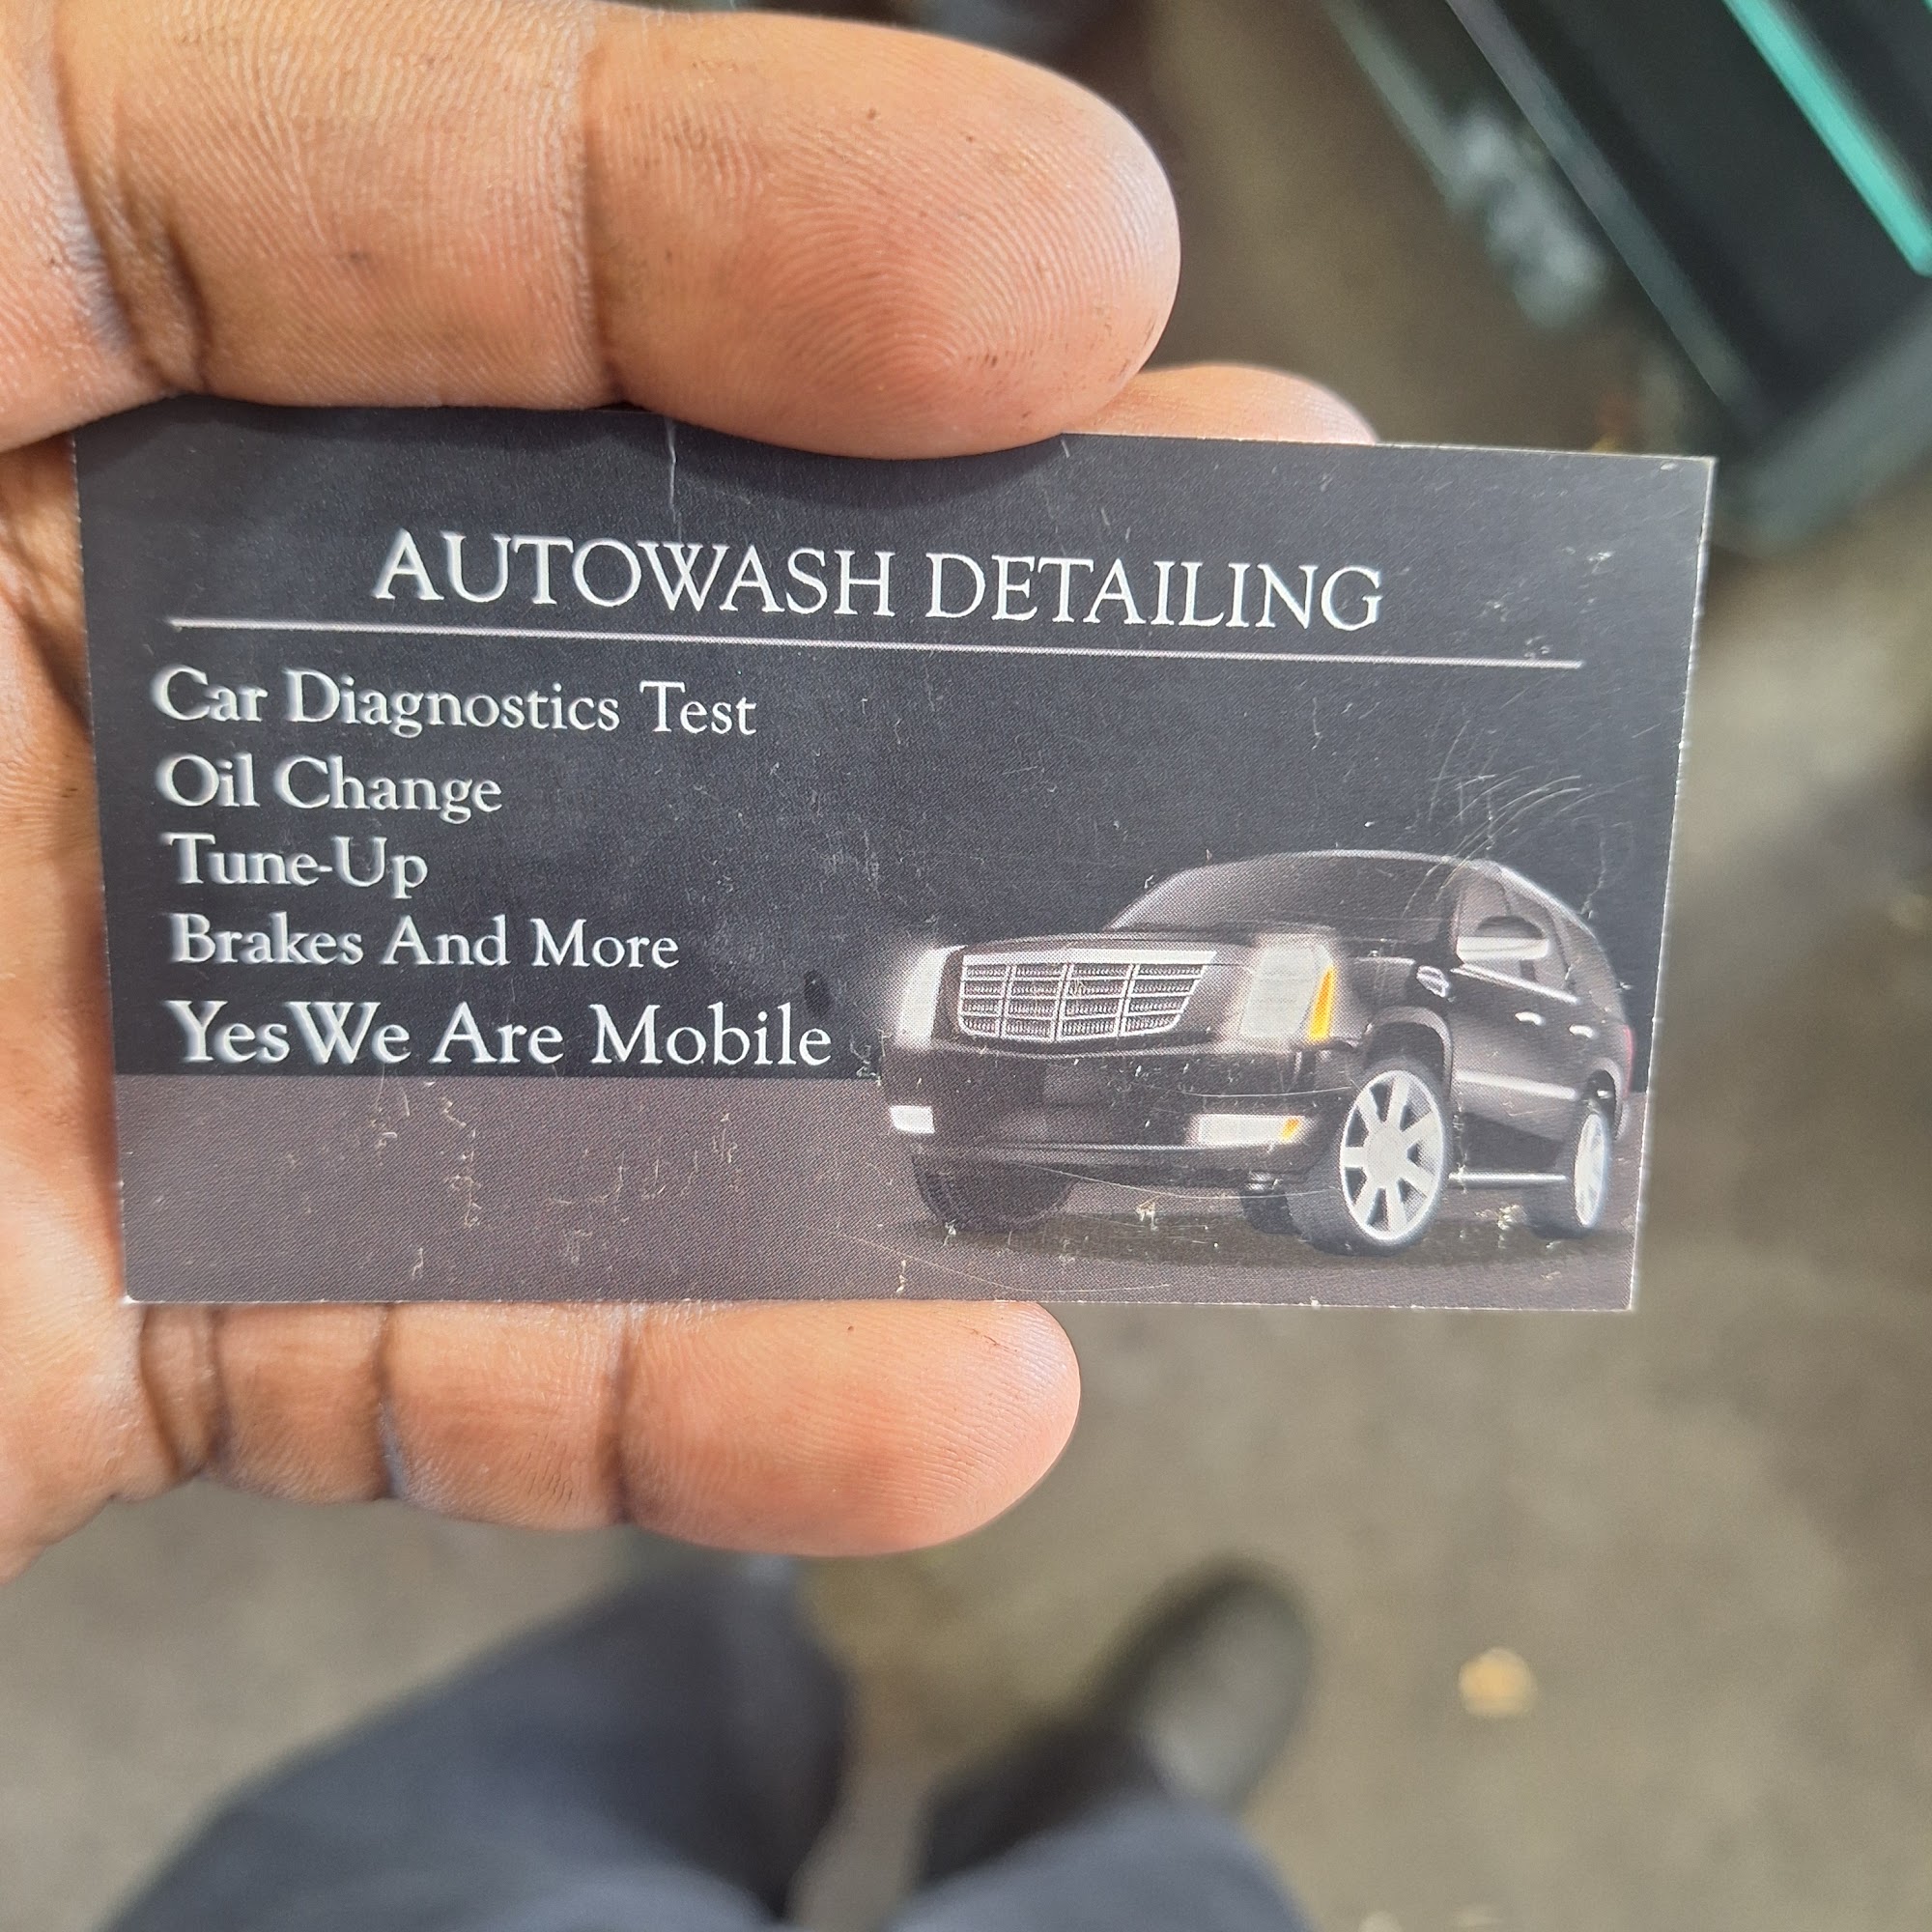 AUTOWASH DETAILING
Car Diagnostics Test
Oil Change
Tune-Up
Brakes And More
YesWe Are Mobile